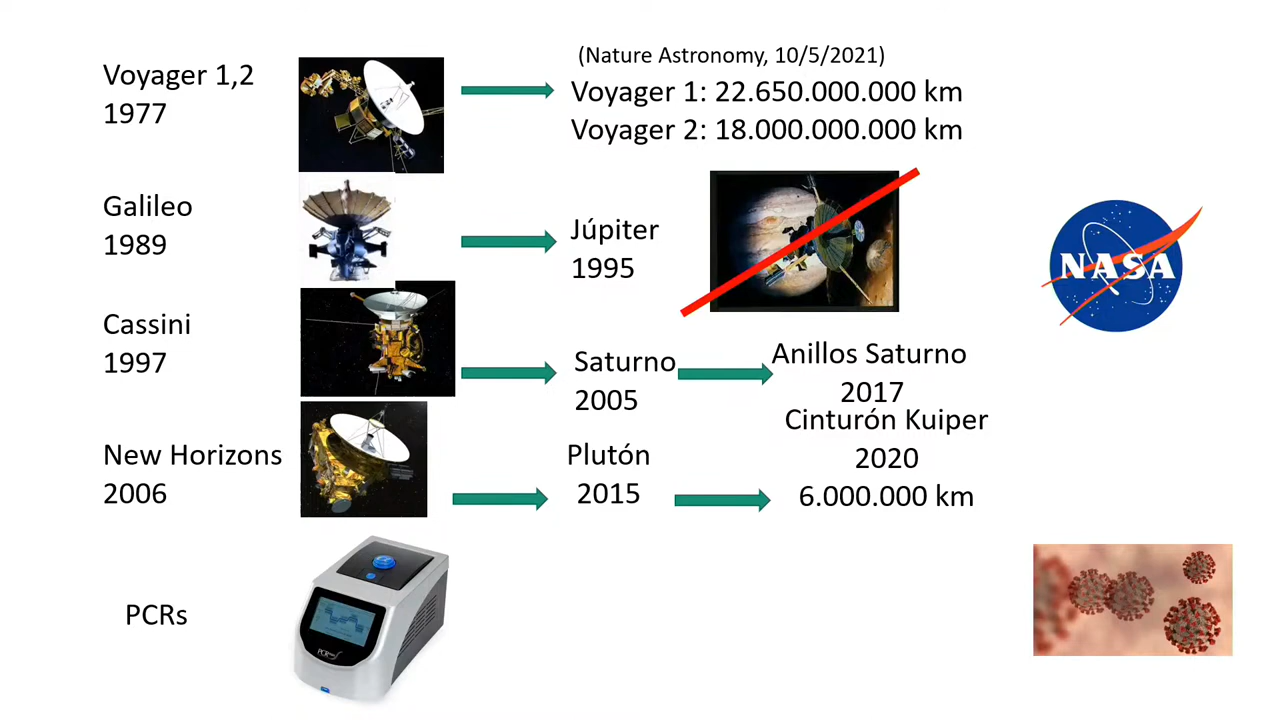 Voyager 1,2
1977
(Nature Astronomy, 10/5/2021)
Voyager 1: 22.650.000.000 km
Voyager 2: 18.000.000.000 km
Galileo
1989
Júpiter
1995
NASA
Cassini
1997
Saturno
2005
Anillos Saturno
2017
New Horizons
2006
Plutón
2015
Cinturón Kuiper
2020
6.000.000 km
PCRs